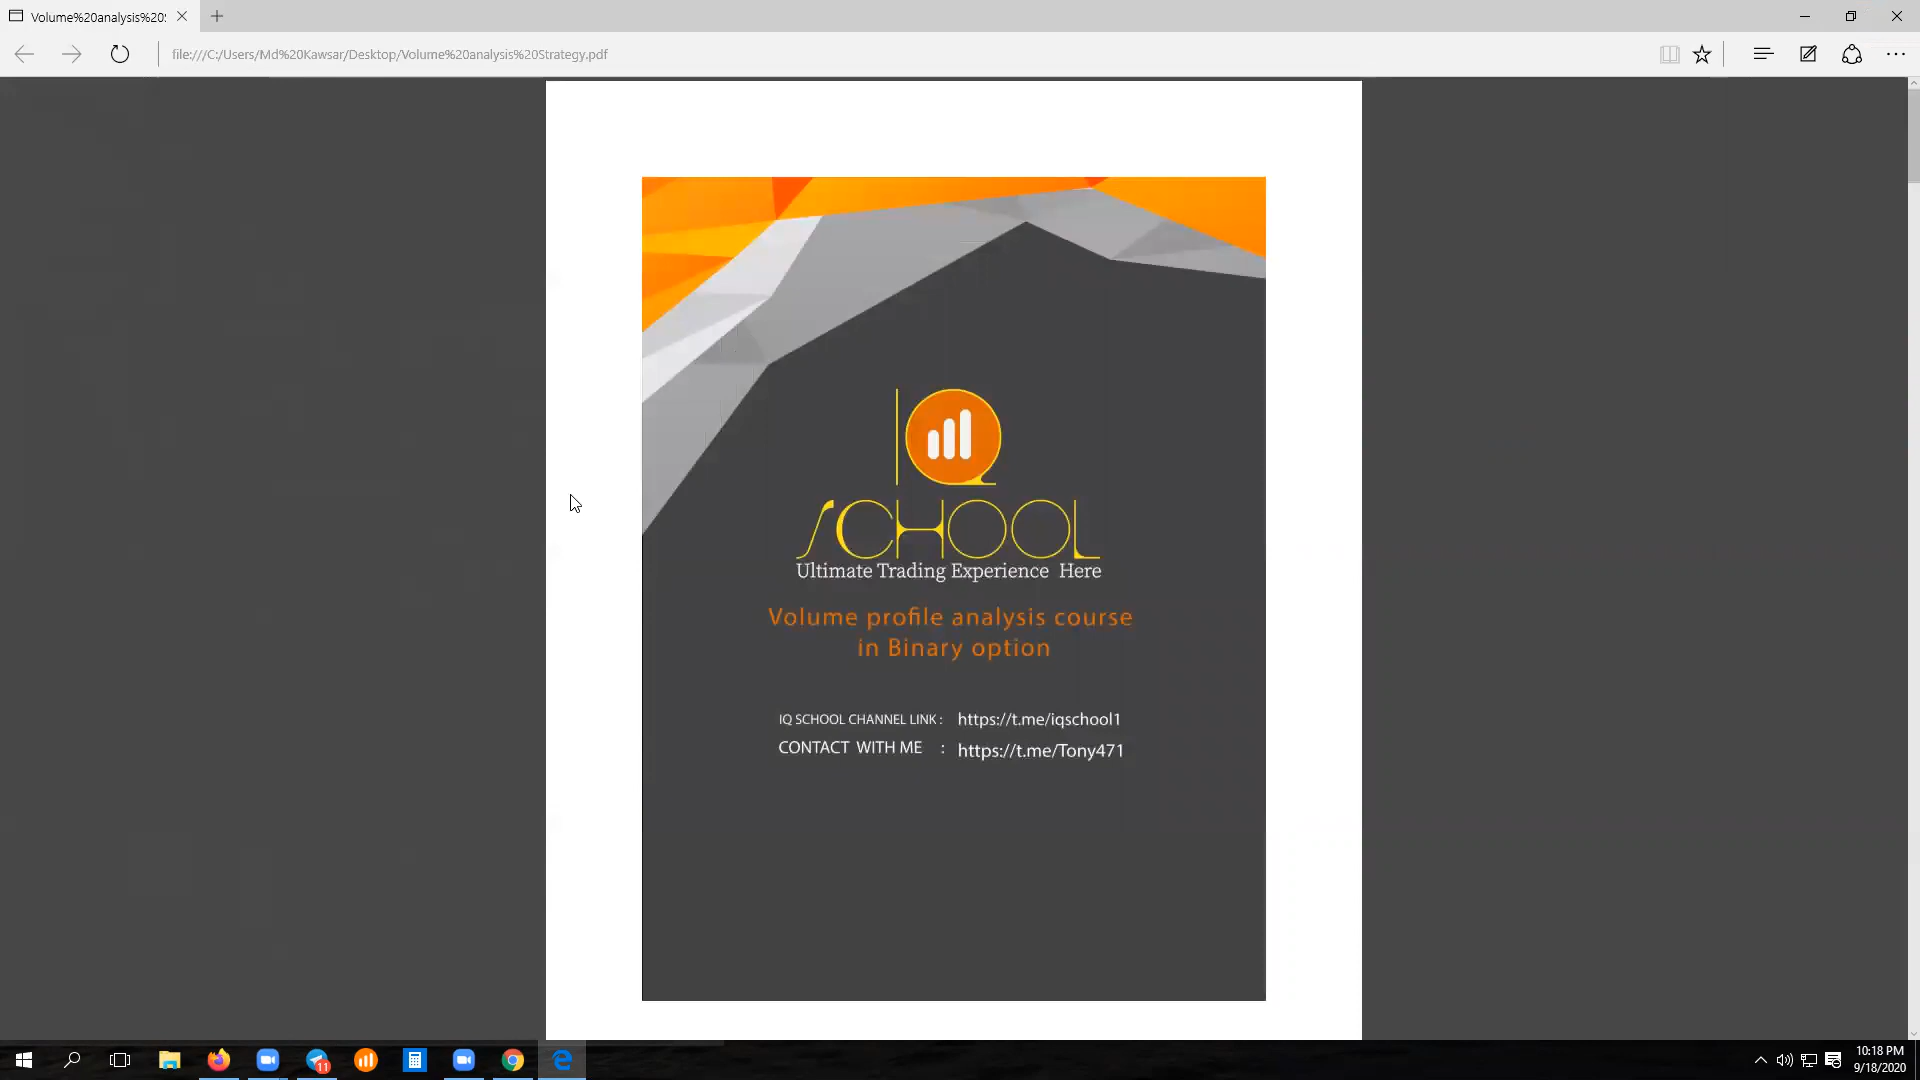 Volume%20analysis%20
file:///C:/Users/Md%20Kawsar/Desktop/Volume%20analysis%20Strategy.pdf
IQ
SCHOOL
Ultimate Trading Experience Here
Volume profile analysis course
in Binary option
IQ SCHOOL CHANNEL LINK : https://t.me/iqschool1
CONTACT WITH ME : https://t.me/Tony471
11
10:18 PM
9/18/2020